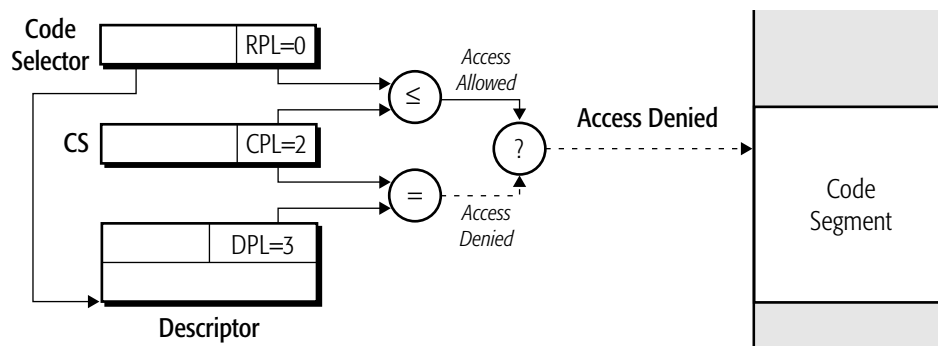 Code
Selector
RPL=0
Access
Allowed
≤
CS
CPL=2
?
Access Denied
=
Access
Denied
DPL=3
Descriptor
Code
Segment